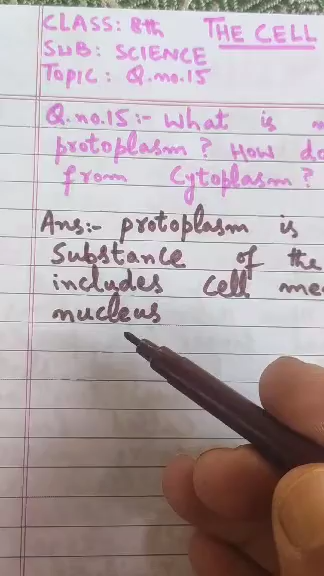 CLASS: 8th THE CELL
SUB: SCIENCE
TOPIC: Q.no.15
Q.no.15:- What is
protoplasm? How do
from Cytoplasm?
Ans:- protoplasm is
Substance of the
includes Cell me
nucleus